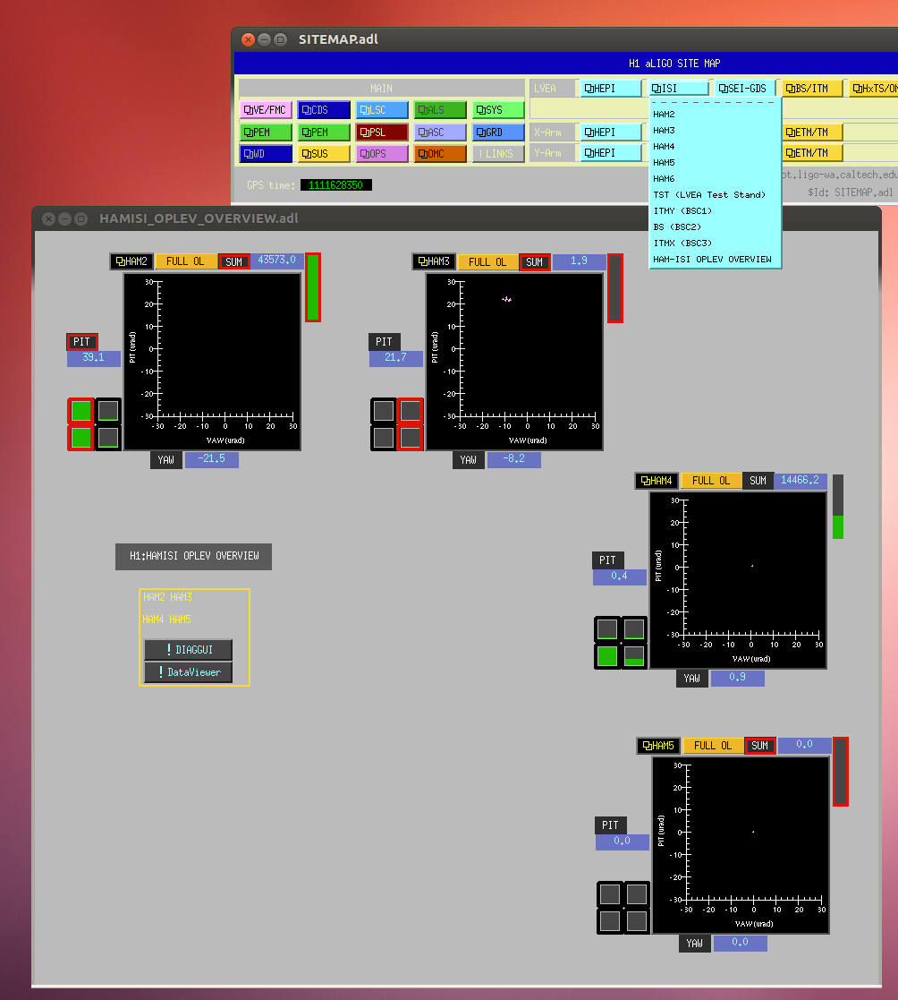 SITEMAP.adl
H1 aLIGO SITE MAP
MAIN
LVEA HEPI ISI SEI-GDS BS/ITM HxTS/OM
VE/FMC CDS LSC ALS SYS
PEM PEM PSL ASC GRD X-Arm HEPI ETM/TM
WD SUS OPS OMC ! LINKS Y-Arm HEPI ETM/TM
GPS time: 1111628350
ot.ligo-wa.caltech.edu
$Id: SITEMAP.adl
HAM2
HAM3
HAM4
HAM5
HAM6
TST (LVEA Test Stand)
ITMY (BSC1)
BS (BSC2)
ITMX (BSC3)
HAM-ISI OPLEV OVERVIEW
HAMISI_OPLEV_OVERVIEW.adl
HAM2 FULL OL SUM 43573.0
PIT
39.1
PIT (urad)
30
20
10
0
-10
-20
-30
-30 -20 -10 0 10 20 30
YAW (urad)
YAW -21.5
HAM3 FULL OL SUM 1.9
PIT
21.7
PIT (urad)
30
20
10
0
-10
-20
-30
-30 -20 -10 0 10 20 30
YAW (urad)
YAW -8.2
HAM4 FULL OL SUM 14466.2
PIT
0.4
PIT (urad)
30
20
10
0
-10
-20
-30
-30 -20 -10 0 10 20 30
YAW (urad)
YAW 0.9
H1:HAMISI OPLEV OVERVIEW
HAM2 HAM3
HAM4 HAM5
! DIAGGUI
! DataViewer
HAM5 FULL OL SUM 0.0
PIT
0.0
PIT (urad)
30
20
10
0
-10
-20
-30
-30 -20 -10 0 10 20 30
YAW (urad)
YAW 0.0